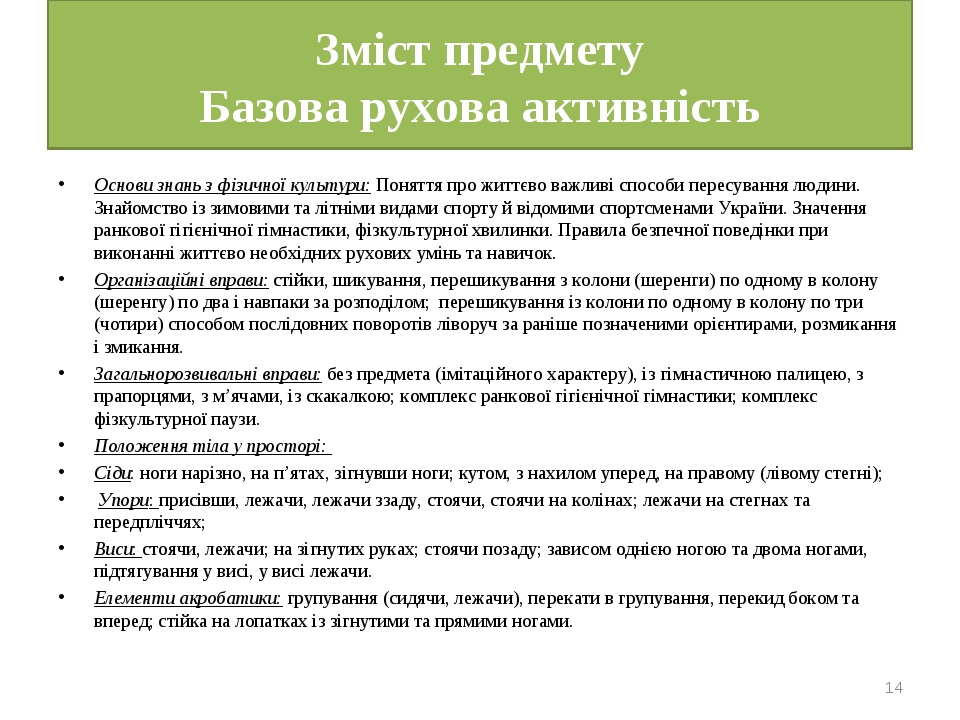 Зміст предмету
Базова рухова активність
• Основи знань з фізичної культури: Поняття про життєво важливі способи пересування людини.
Знайомство із зимовими та літніми видами спорту й відомими спортсменами України. Значення
ранкової гігієнічної гімнастики, фізкультурної хвилинки. Правила безпечної поведінки при
виконанні життєво необхідних рухових умінь та навичок.
• Організаційні вправи: стійки, шикування, перешикування з колони (шеренги) по одному в колону
(шеренгу) по два і навпаки за розподілом; перешикування із колони по одному в колону по три
(чотири) способом послідовних поворотів ліворуч за раніше позначеними орієнтирами, розмикання
і змикання.
• Загальнорозвивальні вправи: без предмета (імітаційного характеру), із гімнастичною палицею, з
прапорцями, з м’ячами, із скакалкою; комплекс ранкової гігієнічної гімнастики; комплекс
фізкультурної паузи.
• Положення тіла у просторі:
• Сіди: ноги нарізно, на п’ятах, зігнувши ноги; кутом, з нахилом уперед, на правому (лівому стегні);
• Упори: присівши, лежачи, лежачи ззаду, стоячи, стоячи на колінах; лежачи на стегнах та
передпліччях;
• Виси: стоячи, лежачи; на зігнутих руках; стоячи позаду; зависом однією ногою та двома ногами,
підтягування у висі, у висі лежачи.
• Елементи акробатики: групування (сидячи, лежачи), перекати в групування, перекид боком та
вперед; стійка на лопатках із зігнутими та прямими ногами.
14